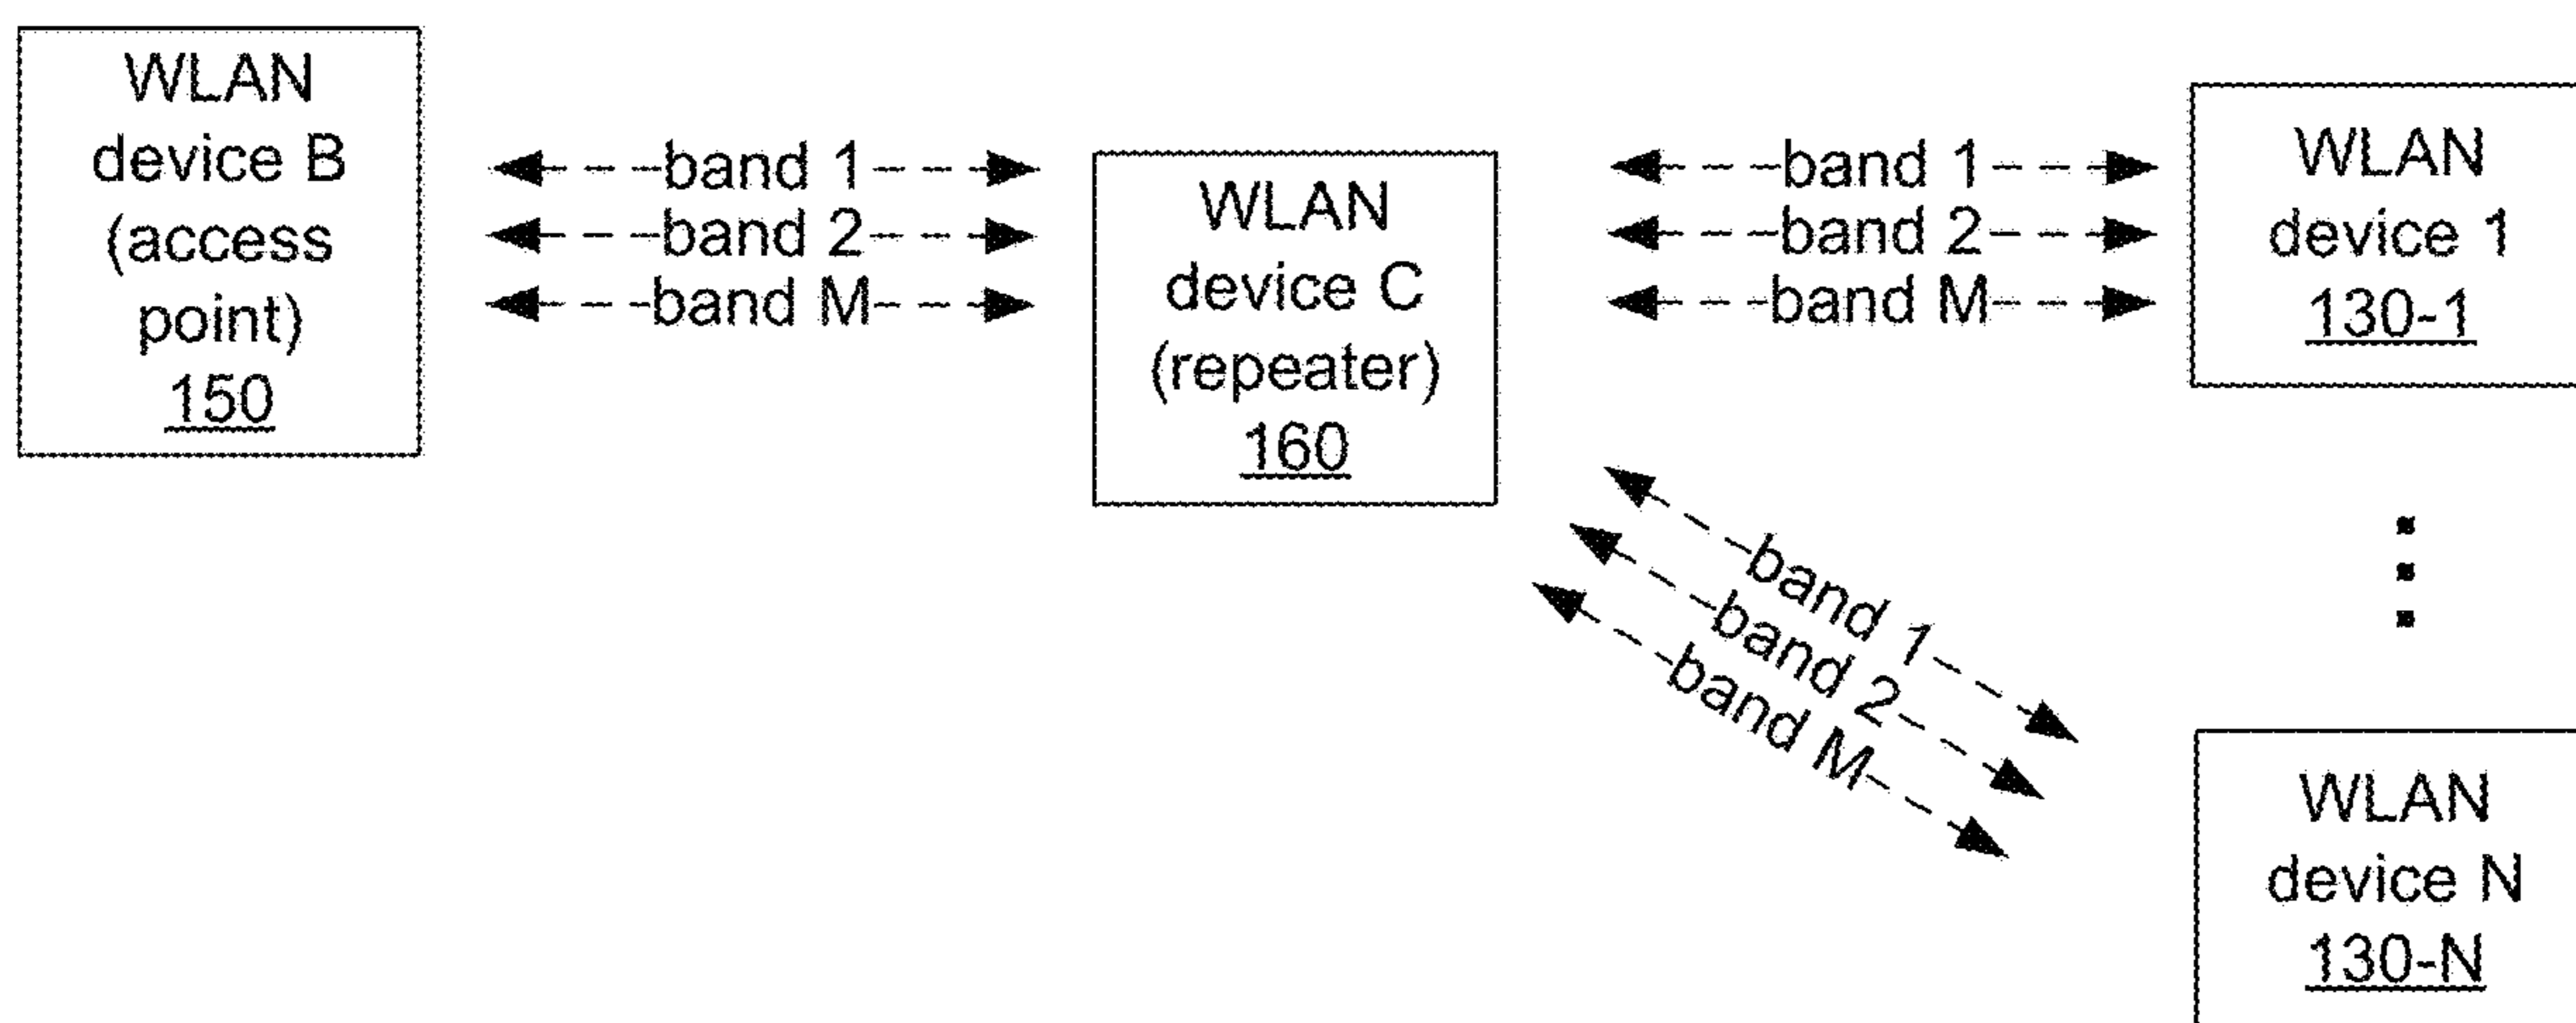 WLAN
device B
(access
point)
150
band 1
band 2
band M
WLAN
device C
(repeater)
160
band 1
band 2
band M
WLAN
device 1
130-1
band 1
band 2
band M
WLAN
device N
130-N